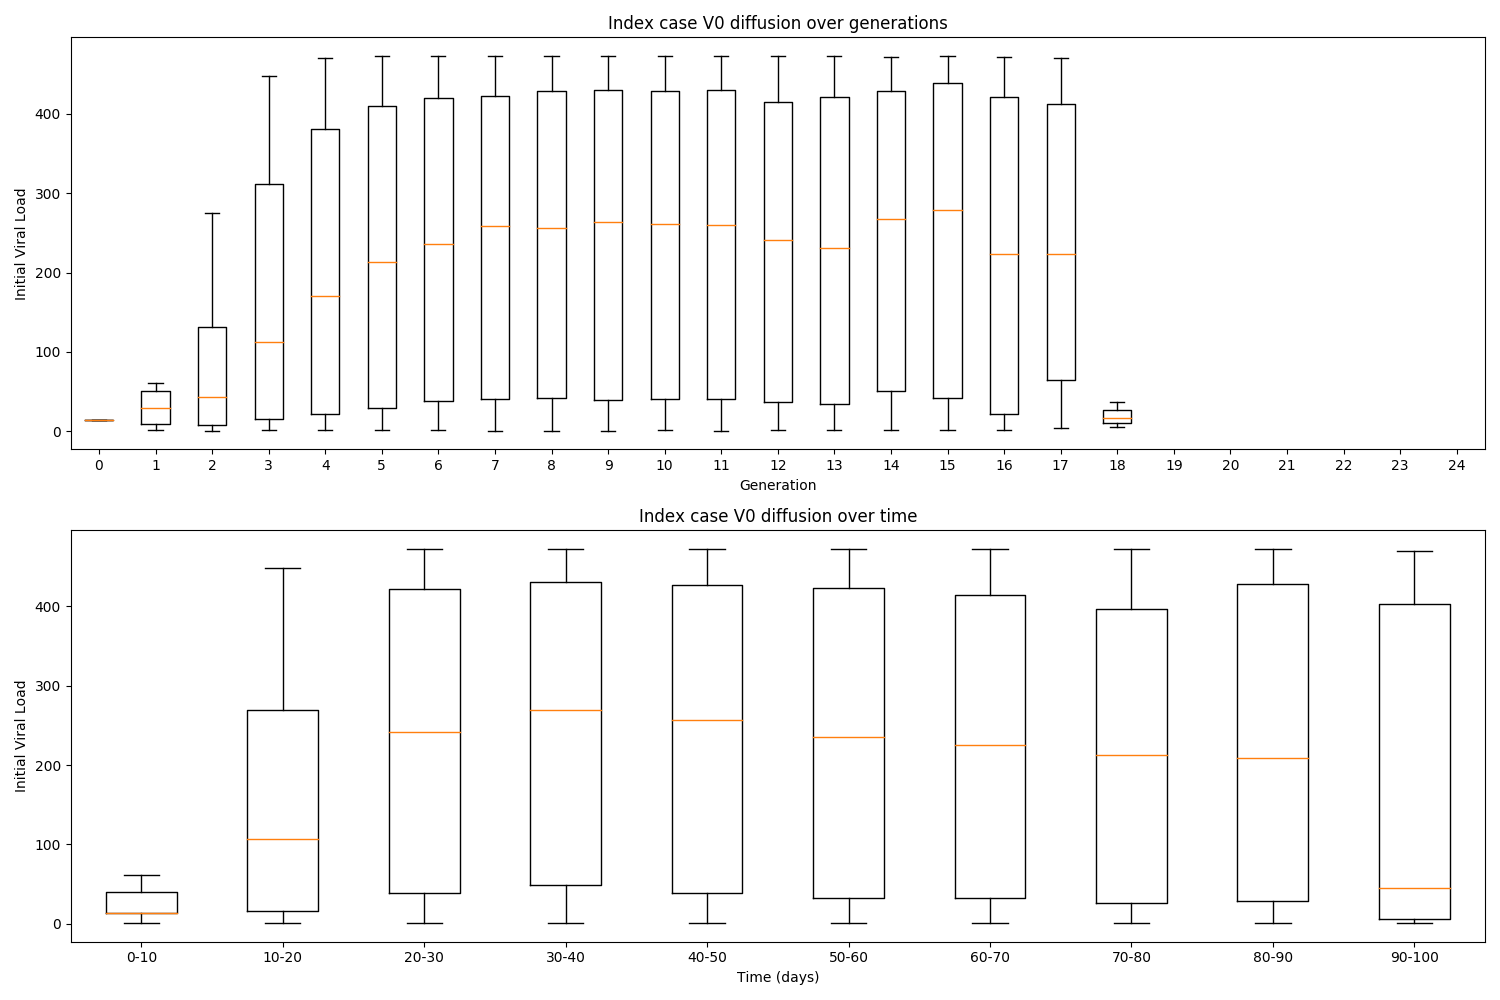 Index case V0 diffusion over generations
Initial Viral Load
400
300
200
100
0
0 1 2 3 4 5 6 7 8 9 10 11 12 13 14 15 16 17 18 19 20 21 22 23 24
Generation
Index case V0 diffusion over time
Initial Viral Load
400
300
200
100
0
0-10 10-20 20-30 30-40 40-50 50-60 60-70 70-80 80-90 90-100
Time (days)